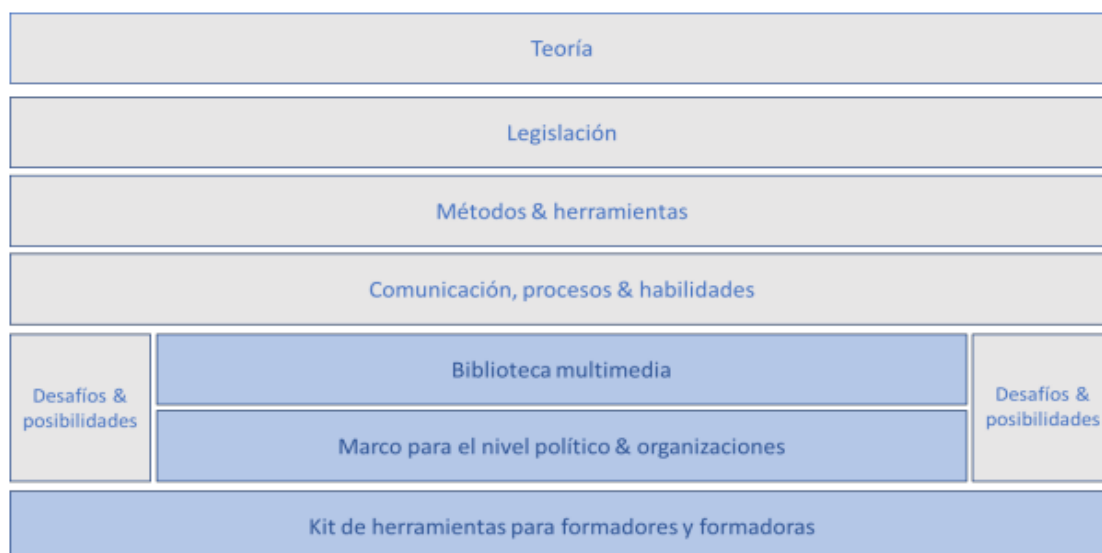 Teoría
Legislación
Métodos & herramientas
Comunicación, procesos & habilidades
Desafíos &
posibilidades
Biblioteca multimedia
Marco para el nivel político & organizaciones
Desafíos &
posibilidades
Kit de herramientas para formadores y formadoras